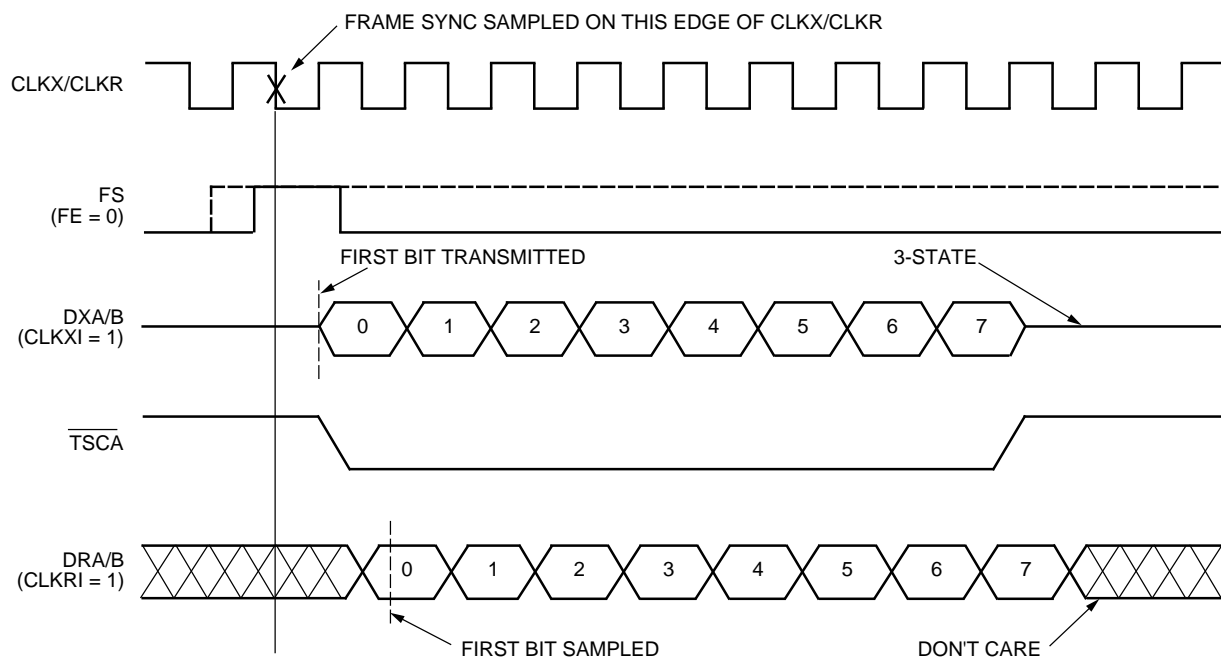 FRAME SYNC SAMPLED ON THIS EDGE OF CLKX/CLKR
CLKX/CLKR
FS
(FE = 0)
FIRST BIT TRANSMITTED
3-STATE
DXA/B
(CLKXI = 1)
0 1 2 3 4 5 6 7
TSCA
DRA/B
(CLKRI = 1)
0 1 2 3 4 5 6 7
FIRST BIT SAMPLED
DON'T CARE